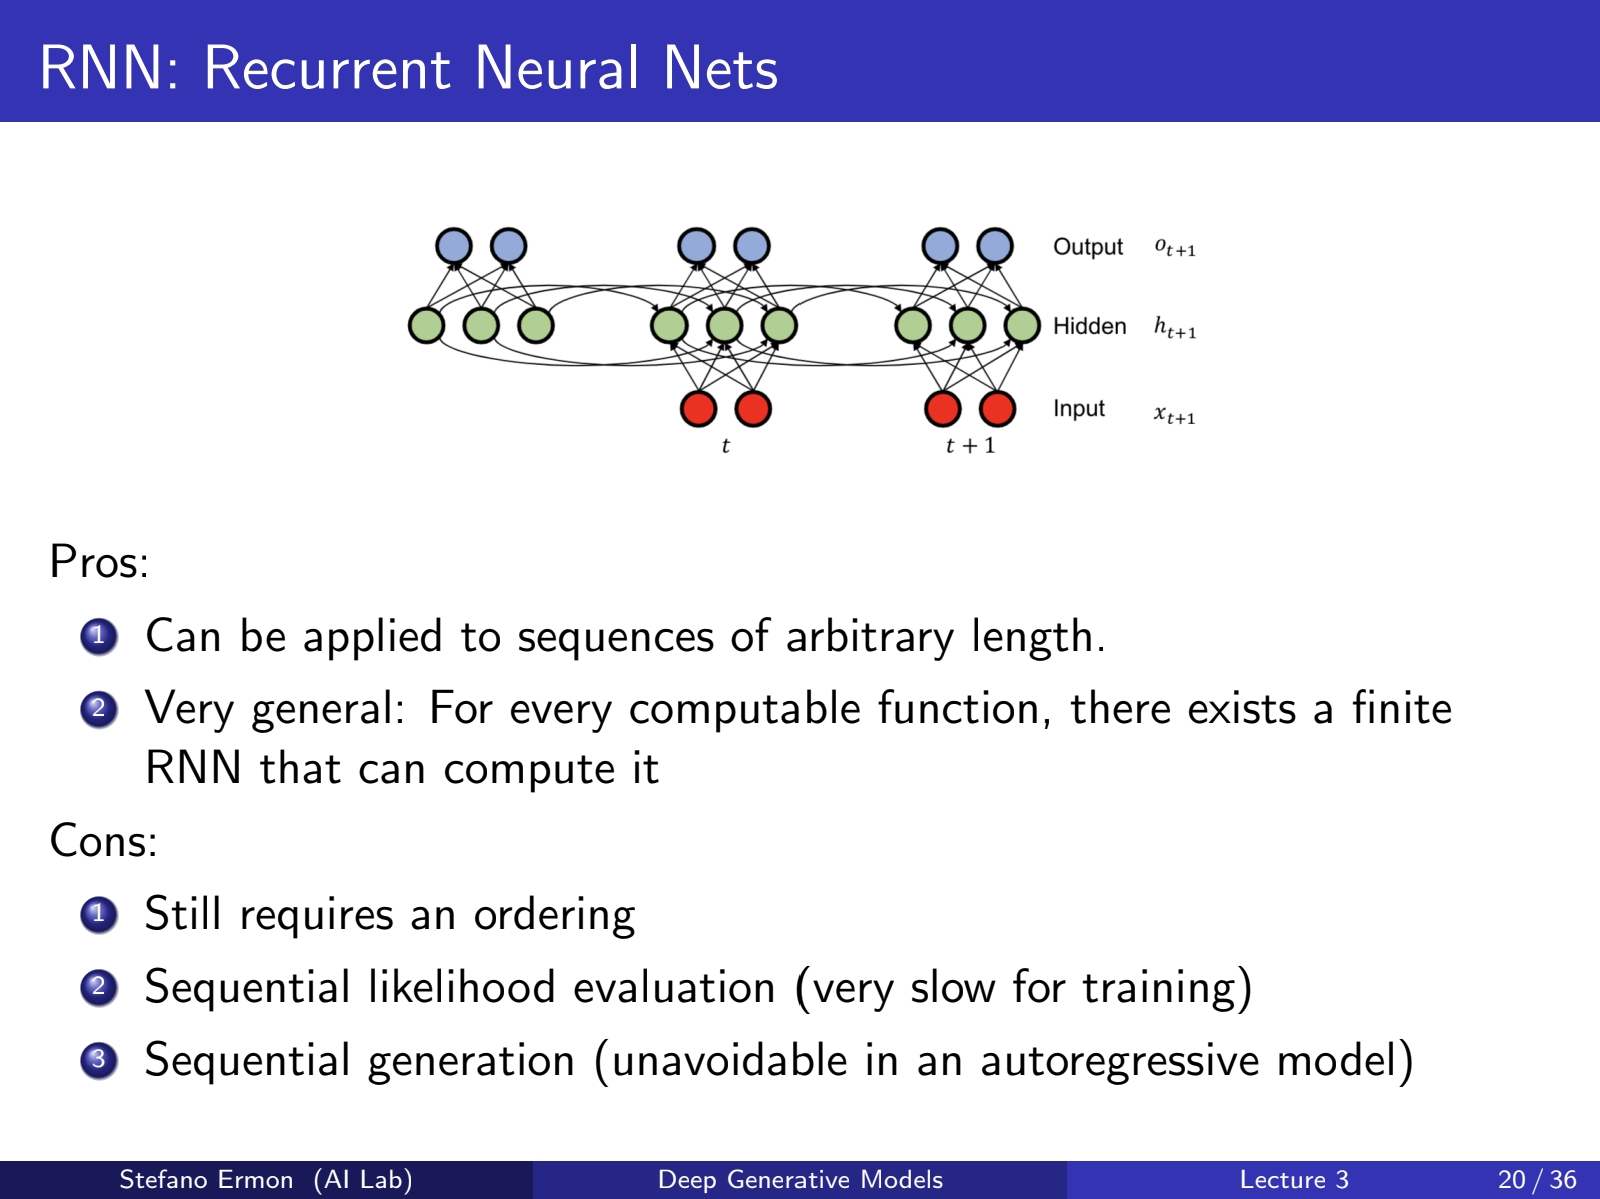 RNN: Recurrent Neural Nets
Output o_{t+1}
Hidden h_{t+1}
Input x_{t+1}
t
t + 1
Pros:
1 Can be applied to sequences of arbitrary length.
2 Very general: For every computable function, there exists a finite
RNN that can compute it
Cons:
1 Still requires an ordering
2 Sequential likelihood evaluation (very slow for training)
3 Sequential generation (unavoidable in an autoregressive model)
Stefano Ermon (AI Lab) Deep Generative Models Lecture 3 20 / 36